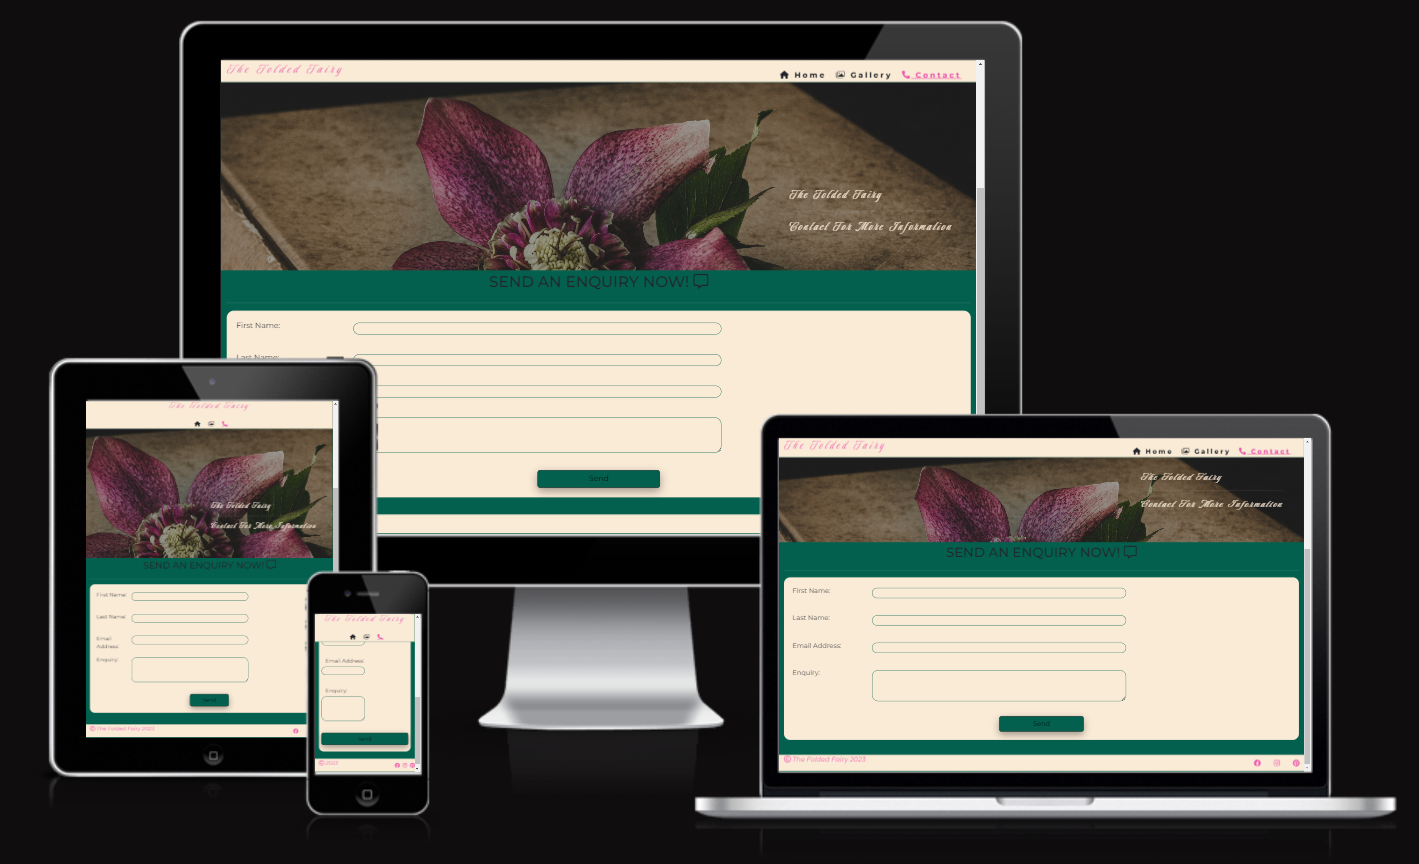 The Folded Fairy
Home Gallery Contact
The Folded Fairy
Contact For More Information
SEND AN ENQUIRY NOW!
First Name:
Last Name:
Send
The Folded Fairy
The Folded Fairy
Contact For More Information
SEND AN ENQUIRY NOW!
First Name:
Last Name:
Email
Address:
Enquiry:
Send
© The Folded Fairy 2023
The Folded Fairy
Email Address:
Enquiry:
Send
©2023
The Folded Fairy
Home Gallery Contact
The Folded Fairy
Contact For More Information
SEND AN ENQUIRY NOW!
First Name:
Last Name:
Email Address:
Enquiry:
Send
© The Folded Fairy 2023